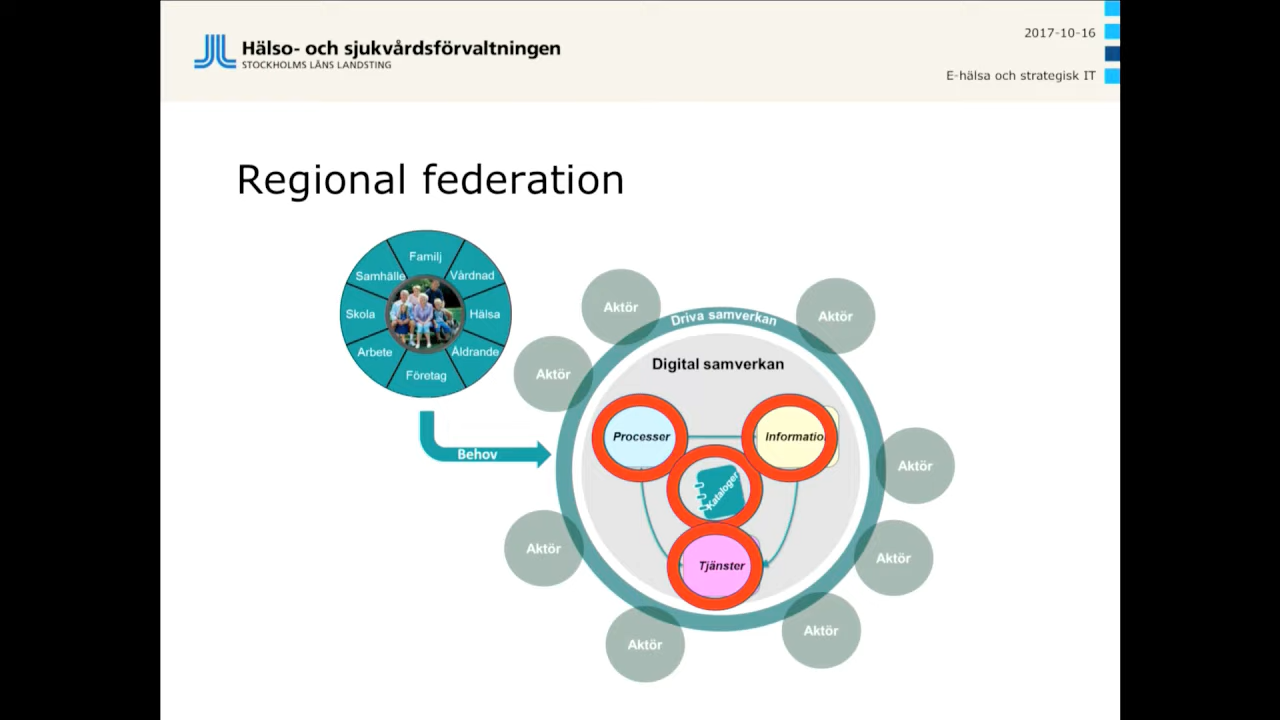 Hälso- och sjukvårdsförvaltningen
STOCKHOLMS LÄNS LANDSTING
2017-10-16
E-hälsa och strategisk IT
Regional federation
Familj
Samhälle
Vårdnad
Skola
Hälsa
Arbete
Åldrande
Företag
Behov
Aktör
Aktör
Aktör
Driva samverkan
Digital samverkan
Processer
Informatio
Kataloger
Tjänster
Aktör
Aktör
Aktör
Aktör
Aktör